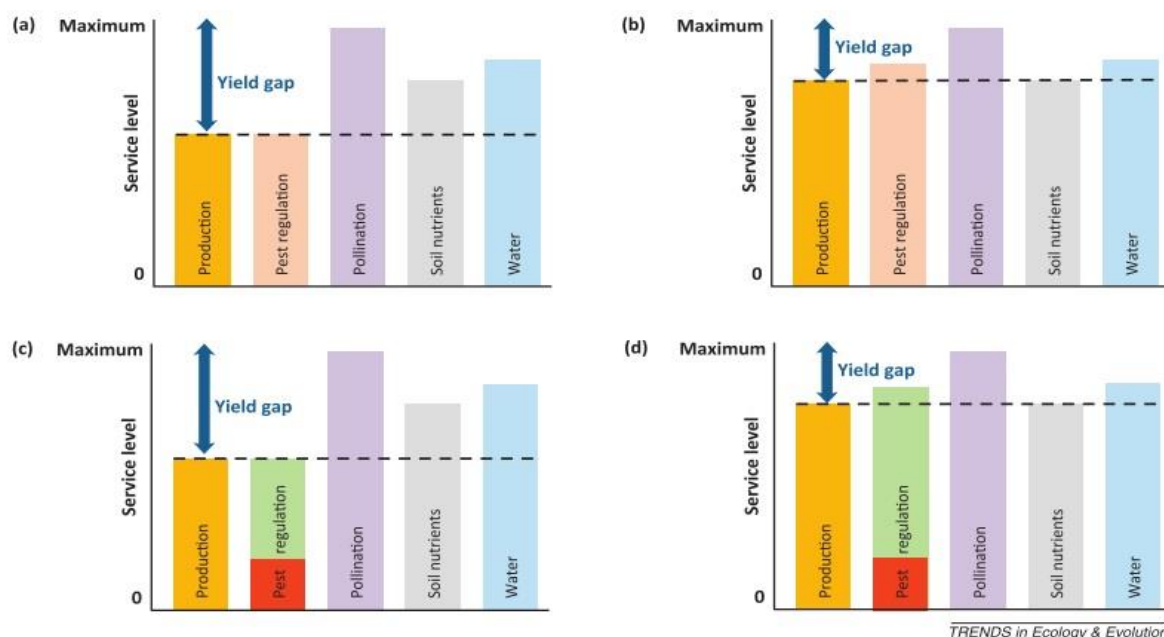 (a)
Maximum
Yield gap
Service level
0
Production
Pest regulation
Pollination
Soil nutrients
Water
(b)
Maximum
Yield gap
Service level
0
Production
Pest regulation
Pollination
Soil nutrients
Water
(c)
Maximum
Yield gap
Service level
0
Production
Pest regulation
Pollination
Soil nutrients
Water
(d)
Maximum
Yield gap
Service level
0
Production
Pest regulation
Pollination
Soil nutrients
Water
TRENDS in Ecology & Evolution